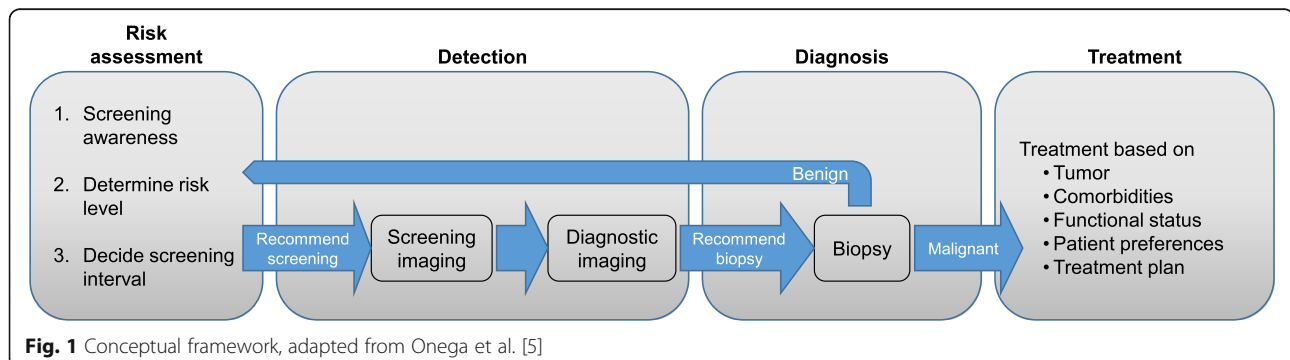 Risk
assessment
Detection
Diagnosis
Treatment
1. Screening
awareness
2. Determine risk
level
3. Decide screening
interval
Recommend
screening
Screening
imaging
Diagnostic
imaging
Benign
Recommend
biopsy
Biopsy
Malignant
Treatment based on
• Tumor
• Comorbidities
• Functional status
• Patient preferences
• Treatment plan
Fig. 1 Conceptual framework, adapted from Onega et al. [5]